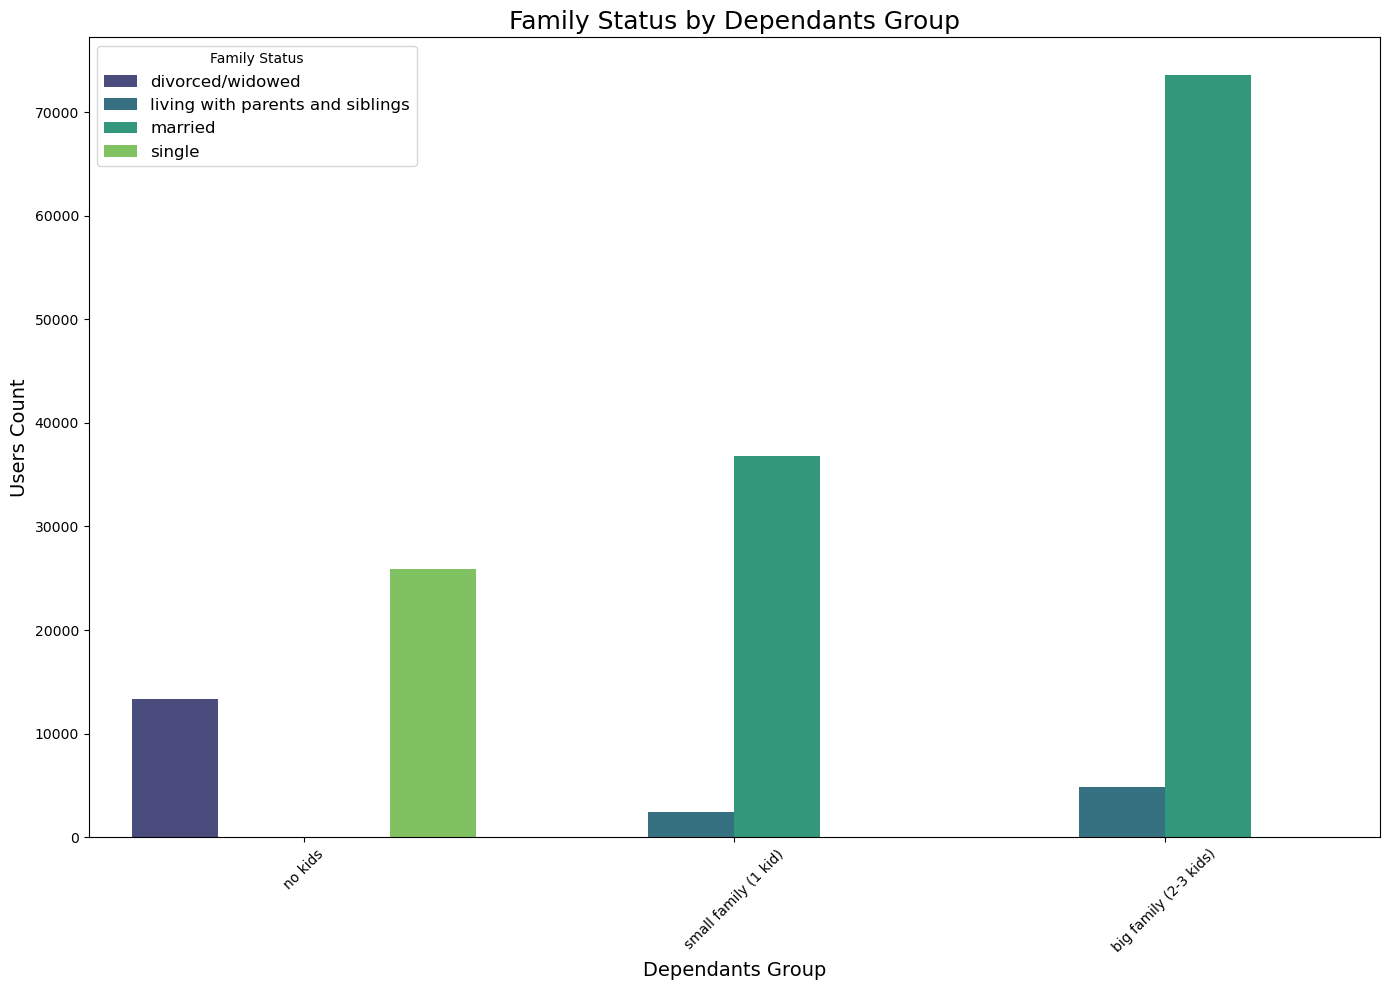 Family Status by Dependants Group
Family Status
divorced/widowed
living with parents and siblings
married
single
Users Count
70000
60000
50000
40000
30000
20000
10000
0
no kids
small family (1 kid)
big family (2-3 kids)
Dependants Group